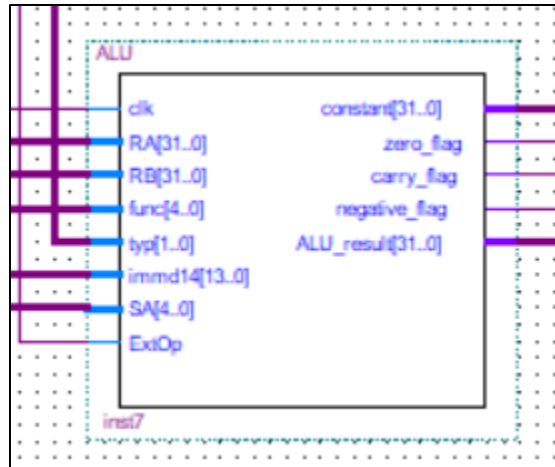 ALU
clk
constant[31..0]
RA[31..0]
zero_flag
RB[31..0]
carry_flag
func[4..0]
negative_flag
typ[1..0]
ALU_result[31..0]
immd14[13..0]
SA[4..0]
ExtOp
inst7